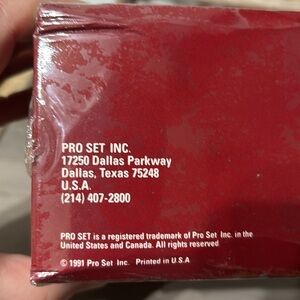 PRO SET INC.
17250 Dallas Parkway
Dallas, Texas 75248
U.S.A.
(214) 407-2800
PRO SET is a registered trademark of Pro Set Inc. in the
United States and Canada. All rights reserved
© 1991 Pro Set Inc. Printed in U.S.A